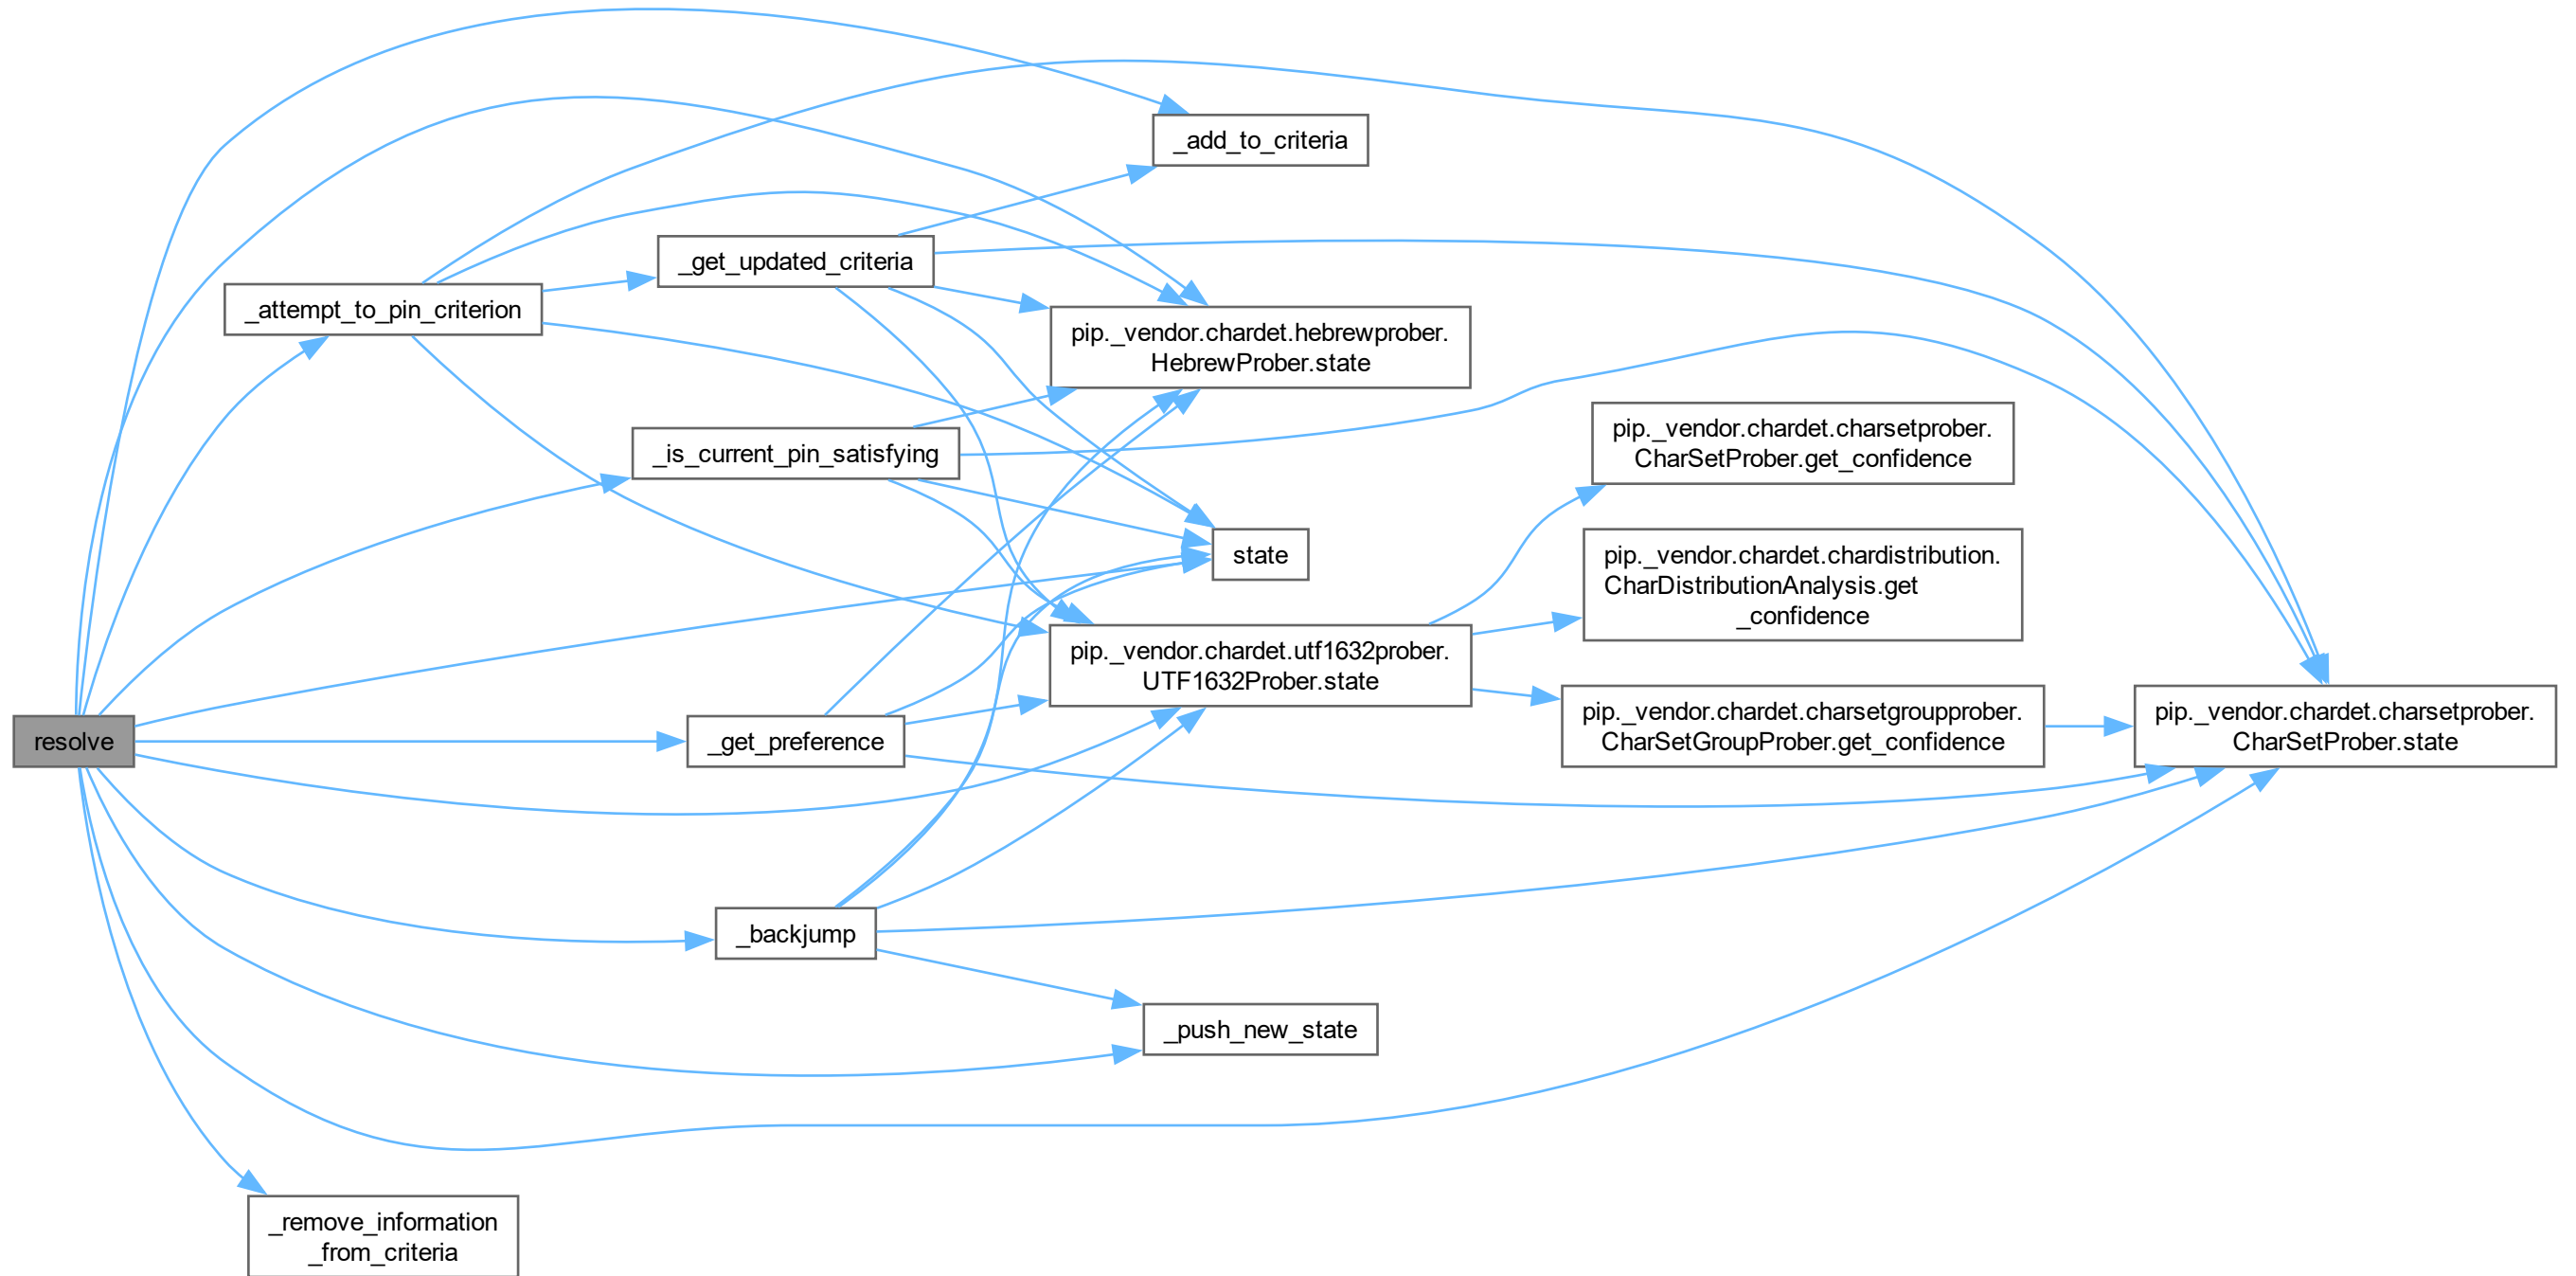 _add_to_criteria
_get_updated_criteria
_attempt_to_pin_criterion
pip._vendor.chardet.hebrewprober.
HebrewProber.state
_is_current_pin_satisfying
pip._vendor.chardet.charsetprober.
CharSetProber.get_confidence
state
pip._vendor.chardet.chardistribution.
CharDistributionAnalysis.get
_confidence
pip._vendor.chardet.utf1632prober.
UTF1632Prober.state
resolve
_get_preference
pip._vendor.chardet.charsetgroupprober.
CharSetGroupProber.get_confidence
pip._vendor.chardet.charsetprober.
CharSetProber.state
_backjump
_push_new_state
_remove_information
_from_criteria